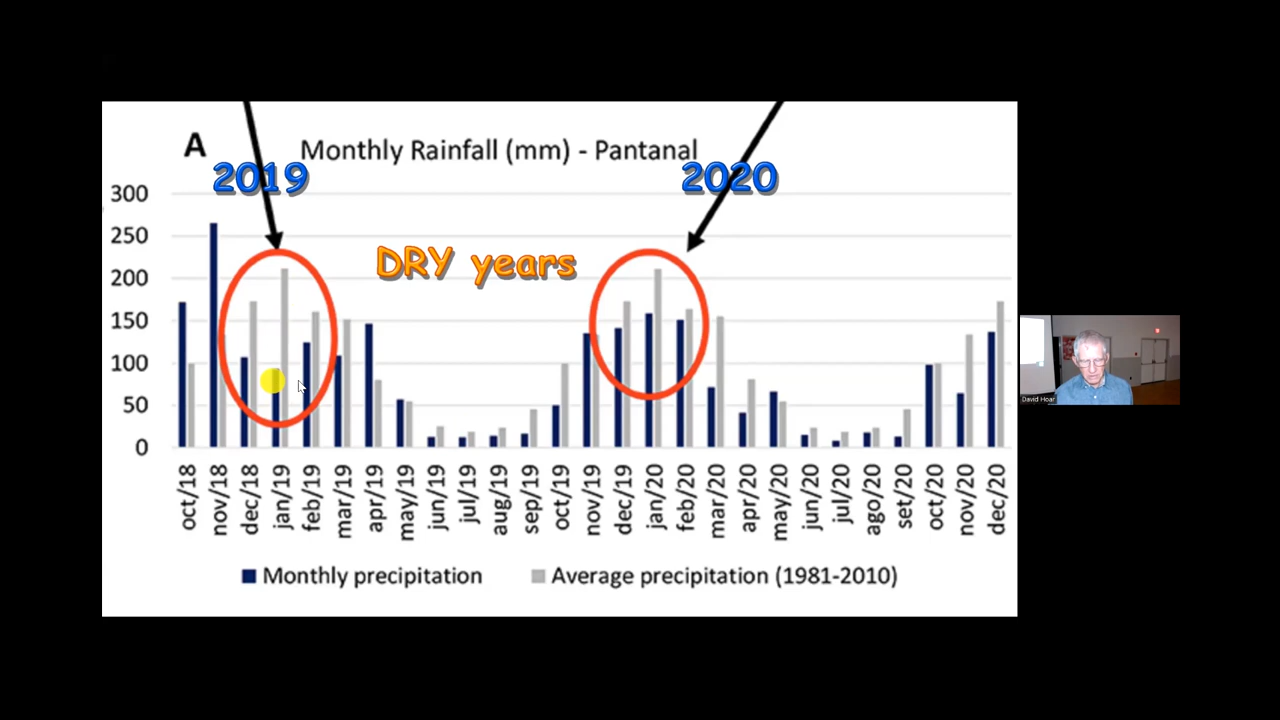 A
Monthly Rainfall (mm) - Pantanal
2019
2020
DRY years
300
250
200
150
100
50
0
oct/18
nov/18
dec/18
jan/19
feb/19
mar/19
apr/19
may/19
jun/19
jul/19
aug/19
sep/19
oct/19
nov/19
dec/19
jan/20
feb/20
mar/20
apr/20
may/20
jun/20
jul/20
ago/20
set/20
oct/20
nov/20
dec/20
Monthly precipitation
Average precipitation (1981-2010)
David Hoar